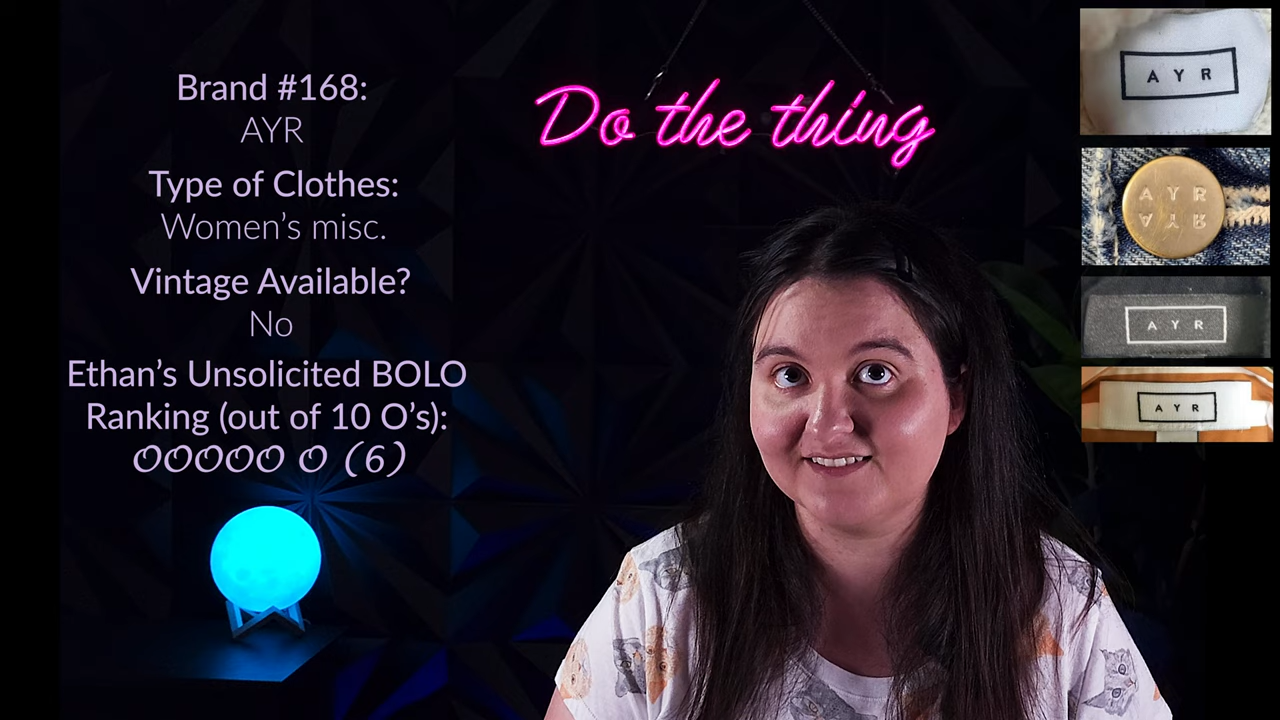 Brand #168:
AYR
Type of Clothes:
Women's misc.
Vintage Available?
No
Ethan's Unsolicited BOLO
Ranking (out of 10 O's):
OOOOO O (6)
Do the thing
AYR
AYR
AYR
AYR
AYR